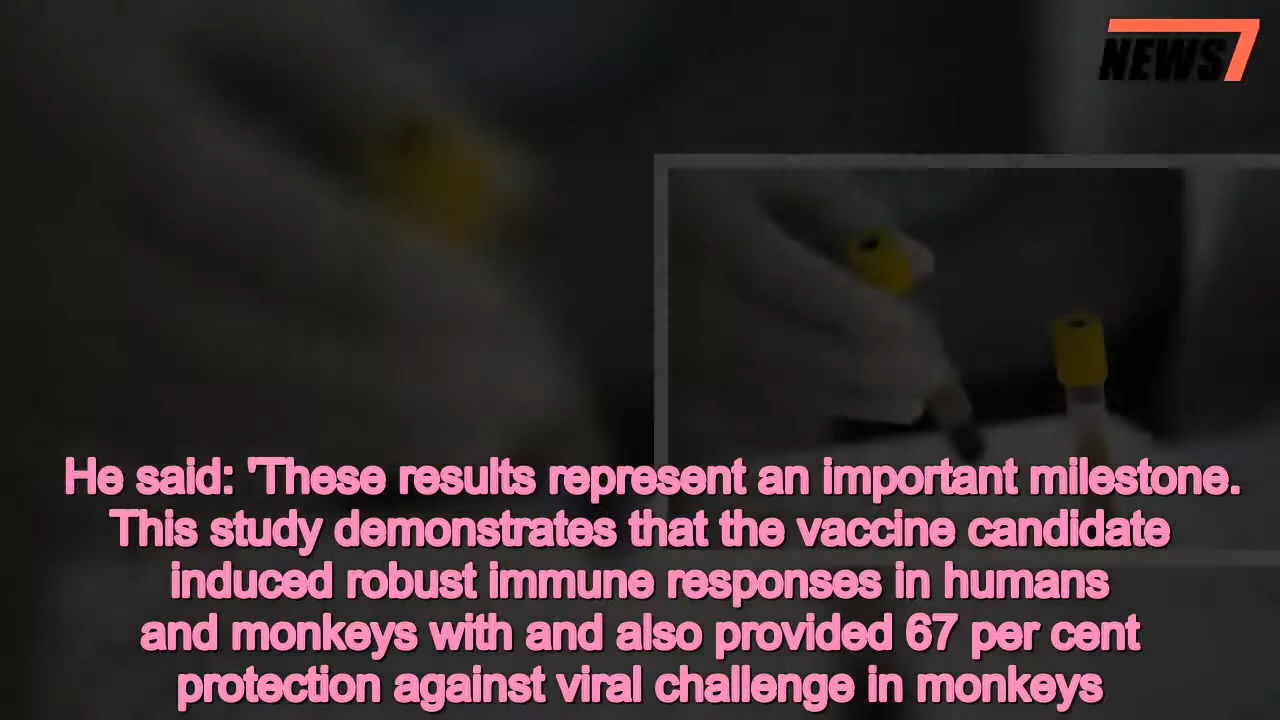 NEWS7
He said: 'These results represent an important milestone.
This study demonstrates that the vaccine candidate
induced robust immune responses in humans
and monkeys with and also provided 67 per cent
protection against viral challenge in monkeys